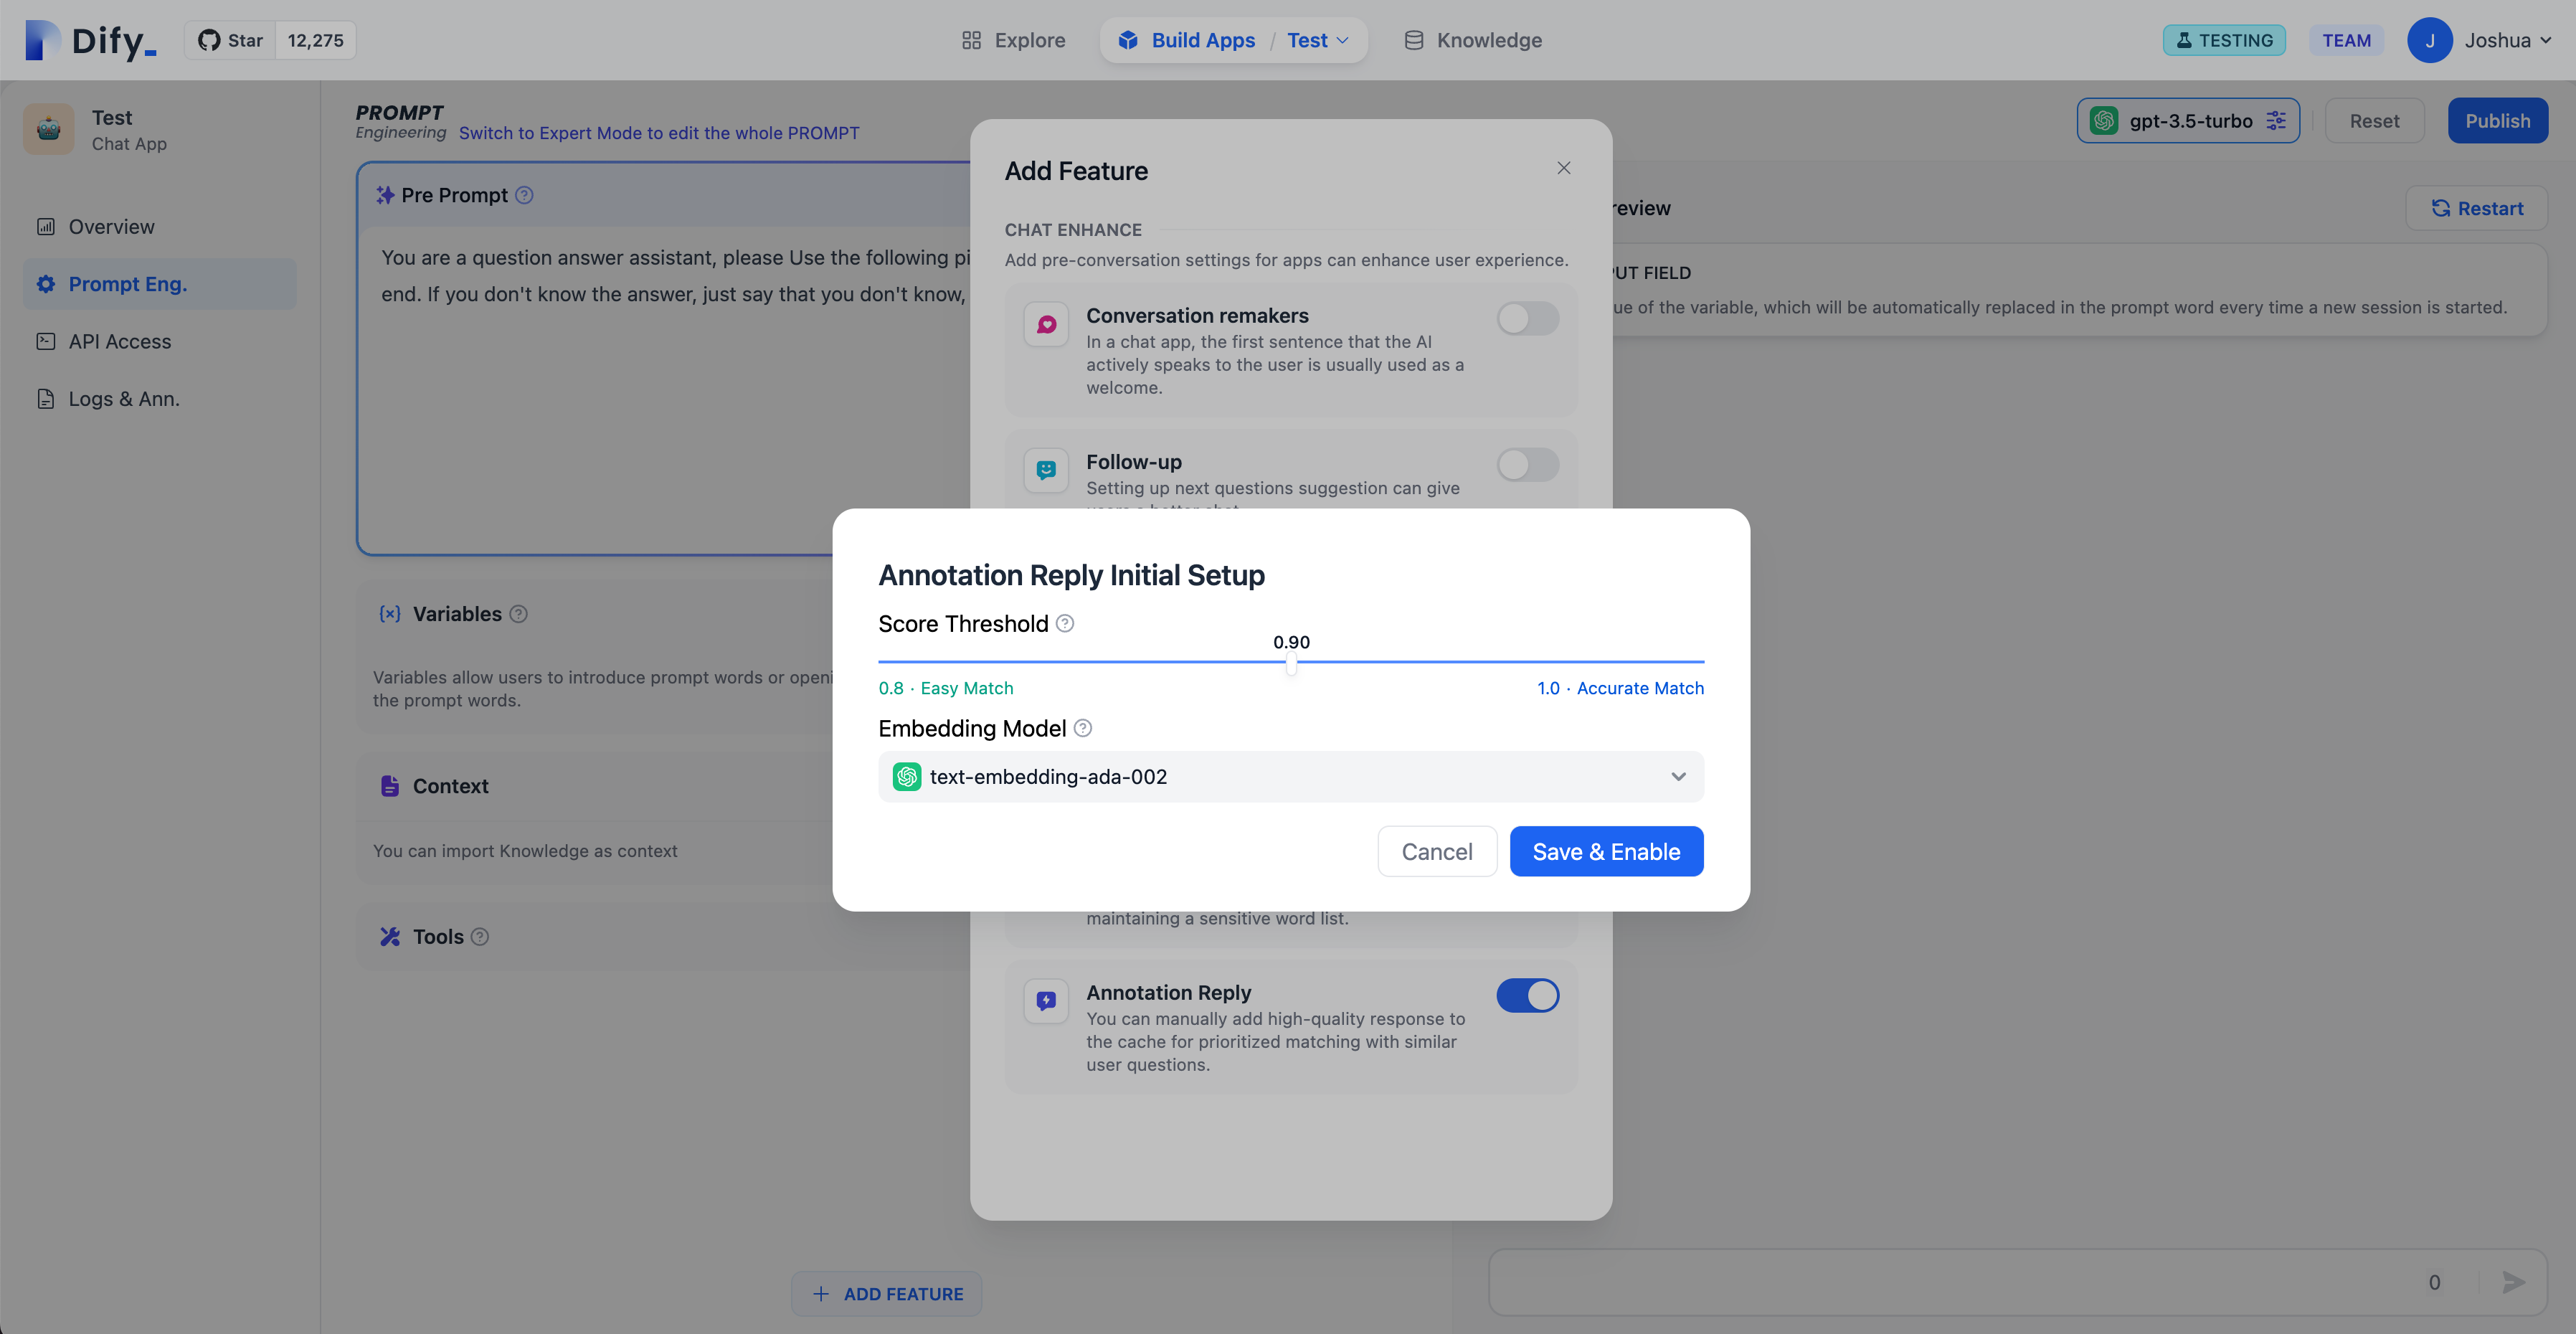 Dify_
Star 12,275
Explore
Build Apps / Test
Knowledge
TESTING
TEAM
J
Joshua
Test
Chat App
Overview
Prompt Eng.
API Access
Logs & Ann.
PROMPT
Engineering
Switch to Expert Mode to edit the whole PROMPT
gpt-3.5-turbo
Reset
Publish
Pre Prompt
You are a question answer assistant, please Use the following pi
end. If you don't know the answer, just say that you don't know,
Variables
Variables allow users to introduce prompt words or openi
the prompt words.
Context
You can import Knowledge as context
Tools
ADD FEATURE
Add Feature
CHAT ENHANCE
Add pre-conversation settings for apps can enhance user experience.
Conversation remakers
In a chat app, the first sentence that the AI
actively speaks to the user is usually used as a
welcome.
Follow-up
Setting up next questions suggestion can give
Annotation Reply Initial Setup
Score Threshold
0.90
0.8 · Easy Match
1.0 · Accurate Match
Embedding Model
text-embedding-ada-002
Cancel
Save & Enable
maintaining a sensitive word list.
Annotation Reply
You can manually add high-quality response to
the cache for prioritized matching with similar
user questions.
review
Restart
UT FIELD
ue of the variable, which will be automatically replaced in the prompt word every time a new session is started.
0